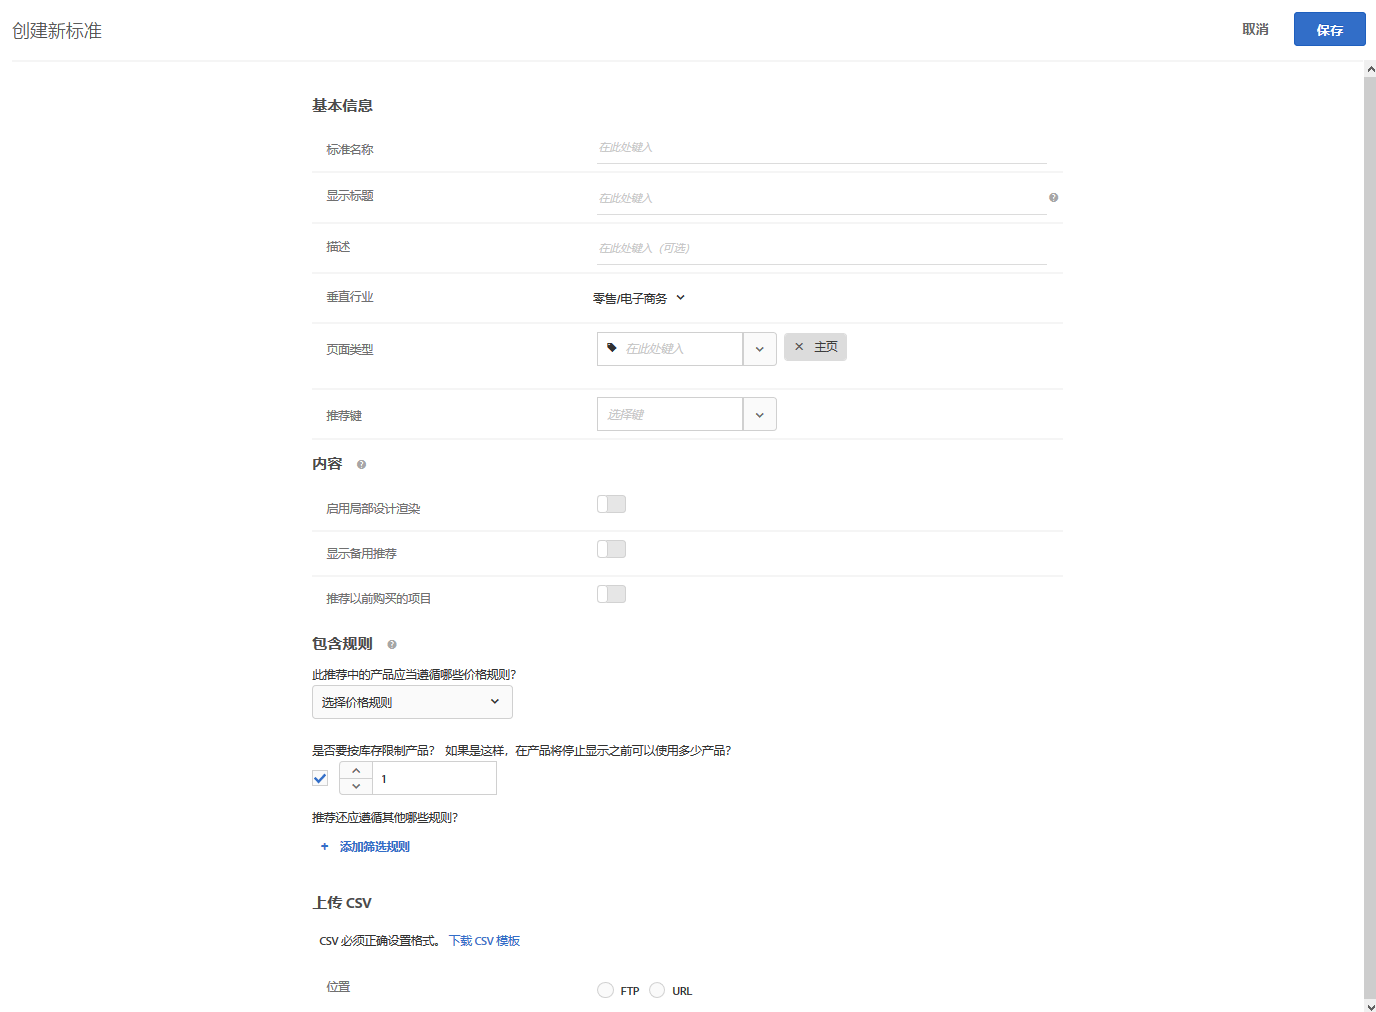 创建新标准
取消
保存
基本信息
标准名称
在此处键入
显示标题
在此处键入
描述
在此处键入（可选）
垂直行业
零售/电子商务
页面类型
在此处键入
主页
推荐键
选择键
内容
启用局部设计渲染
显示备用推荐
推荐以前购买的项目
包含规则
此推荐中的产品应当遵循哪些价格规则？
选择价格规则
是否要按库存限制产品？ 如果是这样，在产品将停止显示之前可以使用多少产品？
1
推荐还应遵循其他哪些规则？
+ 添加筛选规则
上传 CSV
CSV 必须正确设置格式。 下载 CSV 模板
位置
FTP
URL